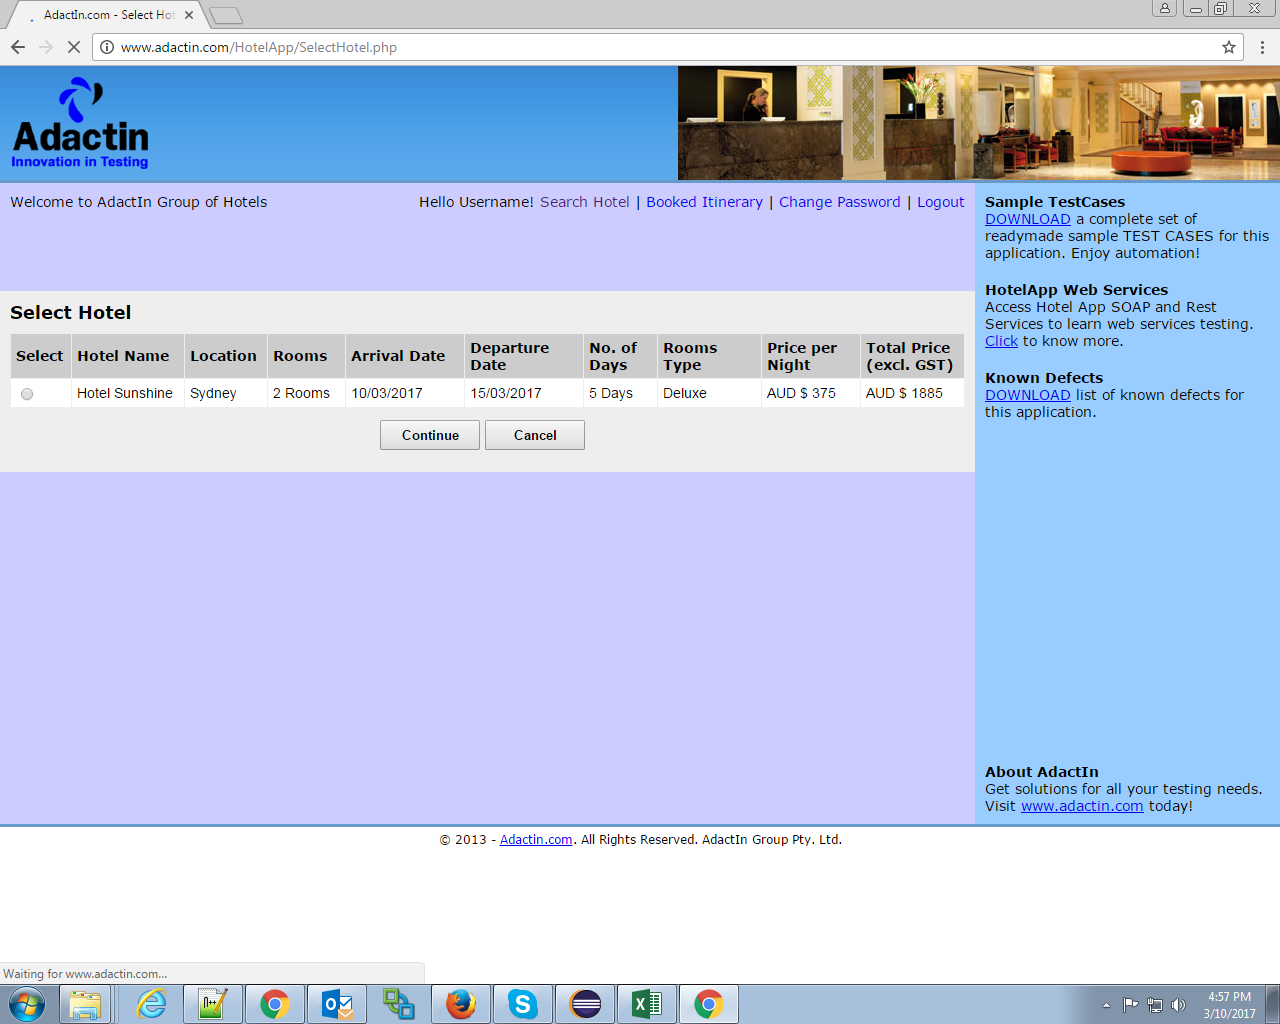 AdactIn.com - Select Hot
www.adactin.com/HotelApp/SelectHotel.php
Adactin
Innovation in Testing
Welcome to AdactIn Group of Hotels
Hello Username! Search Hotel | Booked Itinerary | Change Password | Logout
Select Hotel
Select Hotel Name Location Rooms Arrival Date Departure Date No. of Days Rooms Type Price per Night Total Price (excl. GST)
Hotel Sunshine Sydney 2 Rooms 10/03/2017 15/03/2017 5 Days Deluxe AUD $ 375 AUD $ 1885
Continue Cancel
Sample TestCases
DOWNLOAD a complete set of
readymade sample TEST CASES for this
application. Enjoy automation!
HotelApp Web Services
Access Hotel App SOAP and Rest
Services to learn web services testing.
Click to know more.
Known Defects
DOWNLOAD list of known defects for
this application.
About AdactIn
Get solutions for all your testing needs.
Visit www.adactin.com today!
© 2013 - Adactin.com. All Rights Reserved. AdactIn Group Pty. Ltd.
Waiting for www.adactin.com...
4:57 PM
3/10/2017